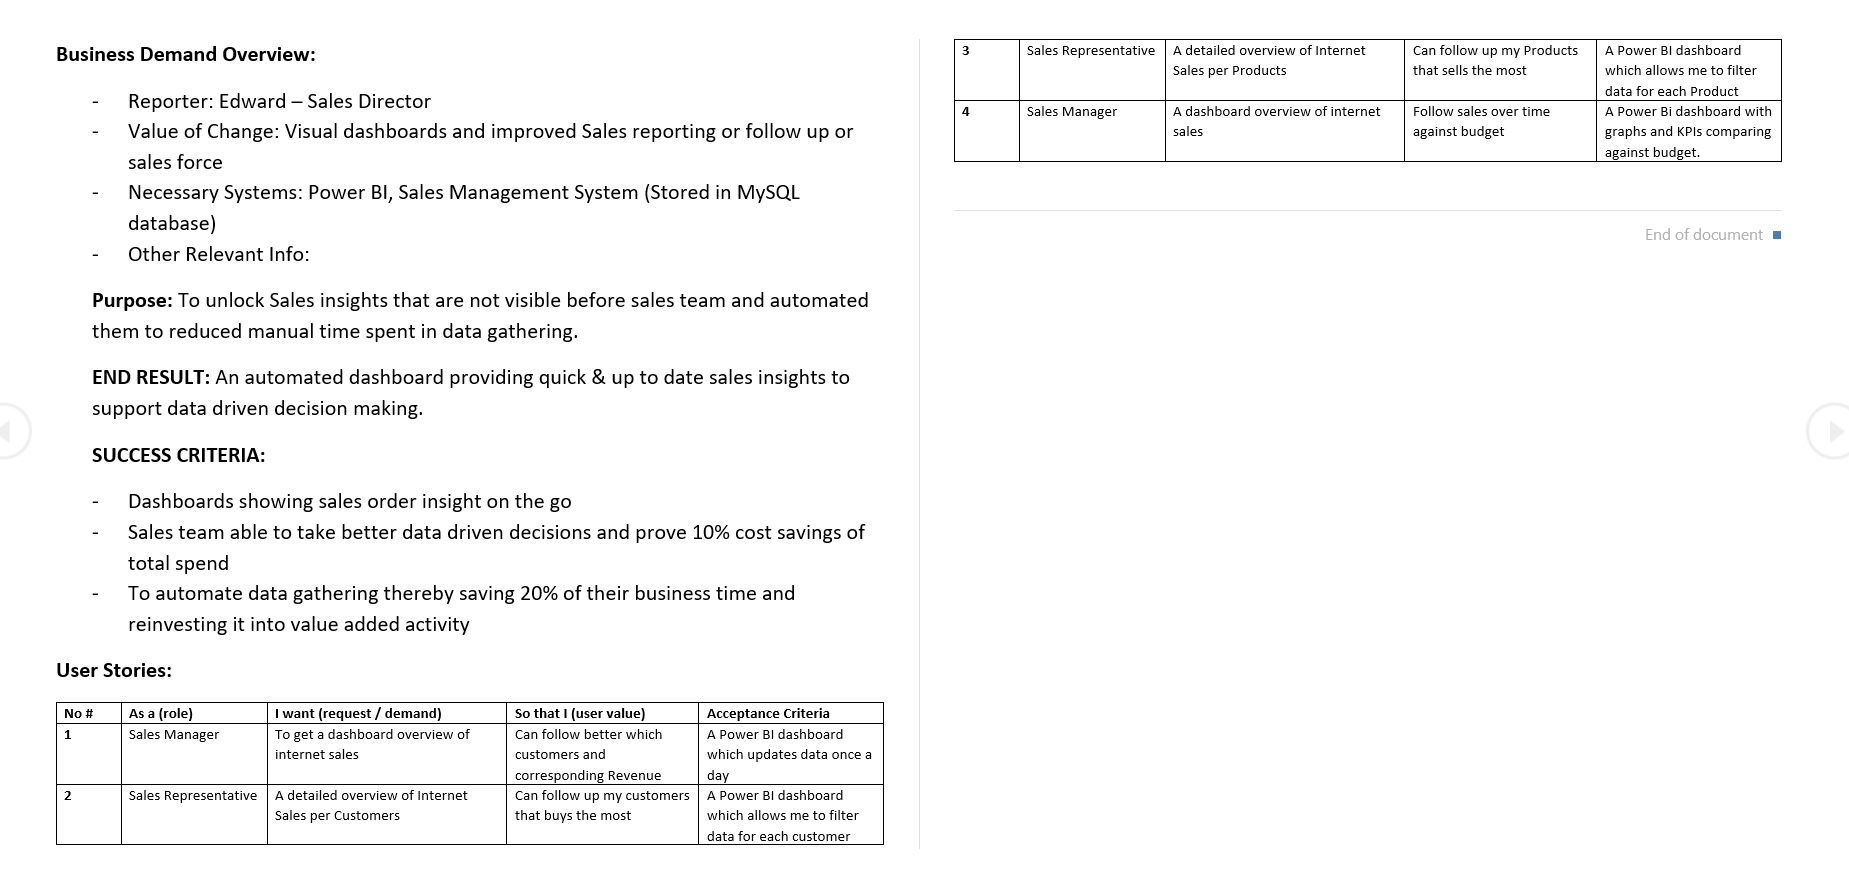 Business Demand Overview:
- Reporter: Edward – Sales Director
- Value of Change: Visual dashboards and improved Sales reporting or follow up or
sales force
- Necessary Systems: Power BI, Sales Management System (Stored in MySQL
database)
- Other Relevant Info:
Purpose: To unlock Sales insights that are not visible before sales team and automated
them to reduced manual time spent in data gathering.
END RESULT: An automated dashboard providing quick & up to date sales insights to
support data driven decision making.
SUCCESS CRITERIA:
- Dashboards showing sales order insight on the go
- Sales team able to take better data driven decisions and prove 10% cost savings of
total spend
- To automate data gathering thereby saving 20% of their business time and
reinvesting it into value added activity
User Stories:
No # As a (role) I want (request / demand) So that I (user value) Acceptance Criteria
1 Sales Manager To get a dashboard overview of Can follow better which A Power BI dashboard
internet sales customers and which updates data once a
corresponding Revenue day
2 Sales Representative A detailed overview of Internet Can follow up my customers A Power BI dashboard
Sales per Customers that buys the most which allows me to filter
data for each customer
3 Sales Representative A detailed overview of Internet Can follow up my Products A Power BI dashboard
Sales per Products that sells the most which allows me to filter
data for each Product
4 Sales Manager A dashboard overview of internet Follow sales over time A Power Bi dashboard with
sales against budget graphs and KPIs comparing
against budget.
End of document